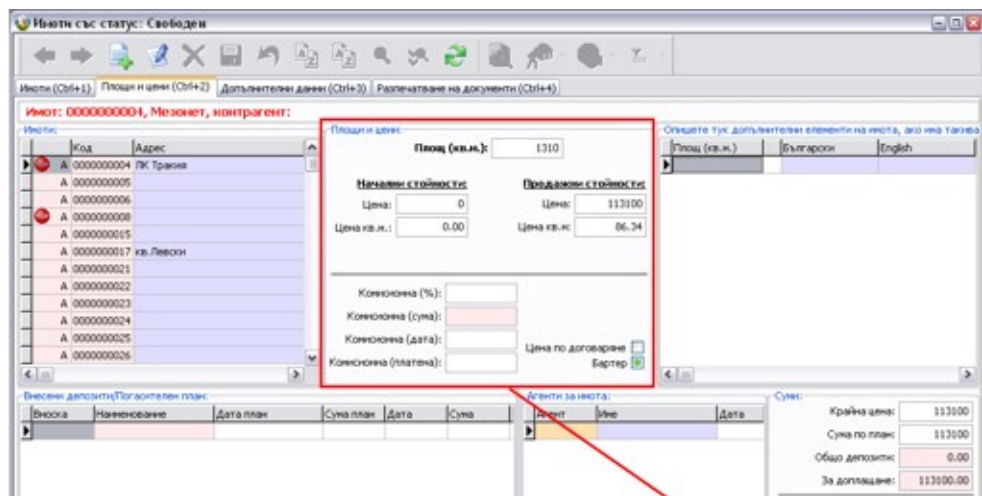 Имоти със статус: Свободен
Имоти (Ctrl+1) Площи и цени (Ctrl+2) Допълнителни данни (Ctrl+3) Разпечатване на документи (Ctrl+4)
Имот: 0000000004, Мезонет, контрагент:
Имоти:
Код Адрес
А 0000000004 ЛК Тракия
А 0000000005
А 0000000006
А 0000000008
А 0000000015
А 0000000017 кв.Левски
А 0000000021
А 0000000022
А 0000000023
А 0000000024
А 0000000025
А 0000000026
Площи и цени:
Площ (кв.м.): 1310
Начални стойности: Продажни стойности:
Цена: 0 Цена: 113100
Цена кв.м.: 0.00 Цена кв.м: 86.34
Комисионна (%):
Комисионна (сума):
Комисионна (дата):
Комисионна (платена):
Цена по договаряне
Бартер
Опишете тук допълнителни елементи на имота, ако има такива
Площ (кв.м.) Български English
Внесени депозити/Погасителен план:
Вноска Наименование Дата план Сума план Дата Сума
Агенти за имота:
Агент Име Дата
Суми:
Крайна цена: 113100
Сума по план: 113100
Общо депозити: 0.00
За доплащане: 113100.00